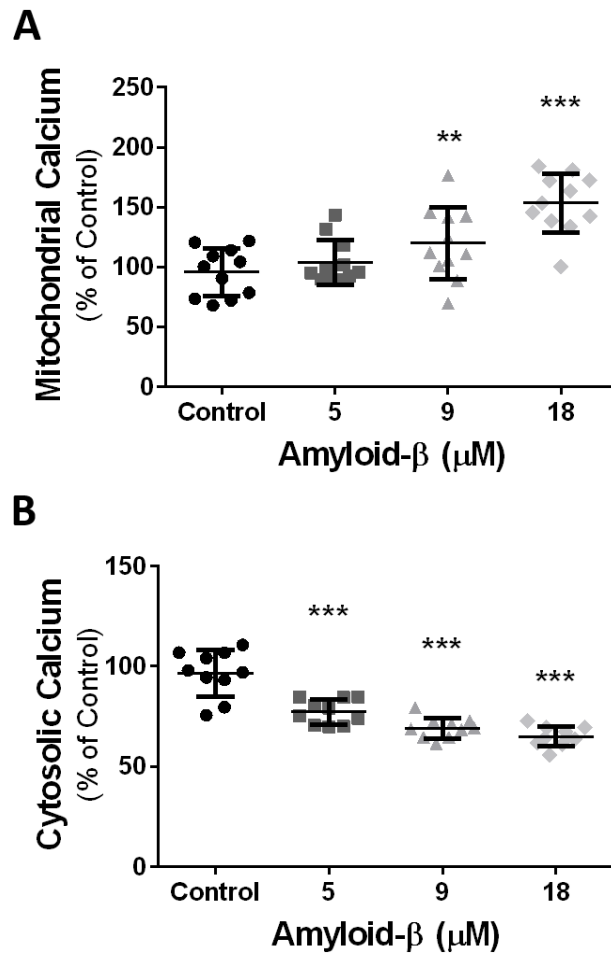 A
Mitochondrial Calcium
(% of Control)
250
200
150
100
50
0
**
***
Control 5 9 18
Amyloid-β (μM)
B
Cytosolic Calcium
(% of Control)
150
100
50
0
***
***
***
Control 5 9 18
Amyloid-β (μM)